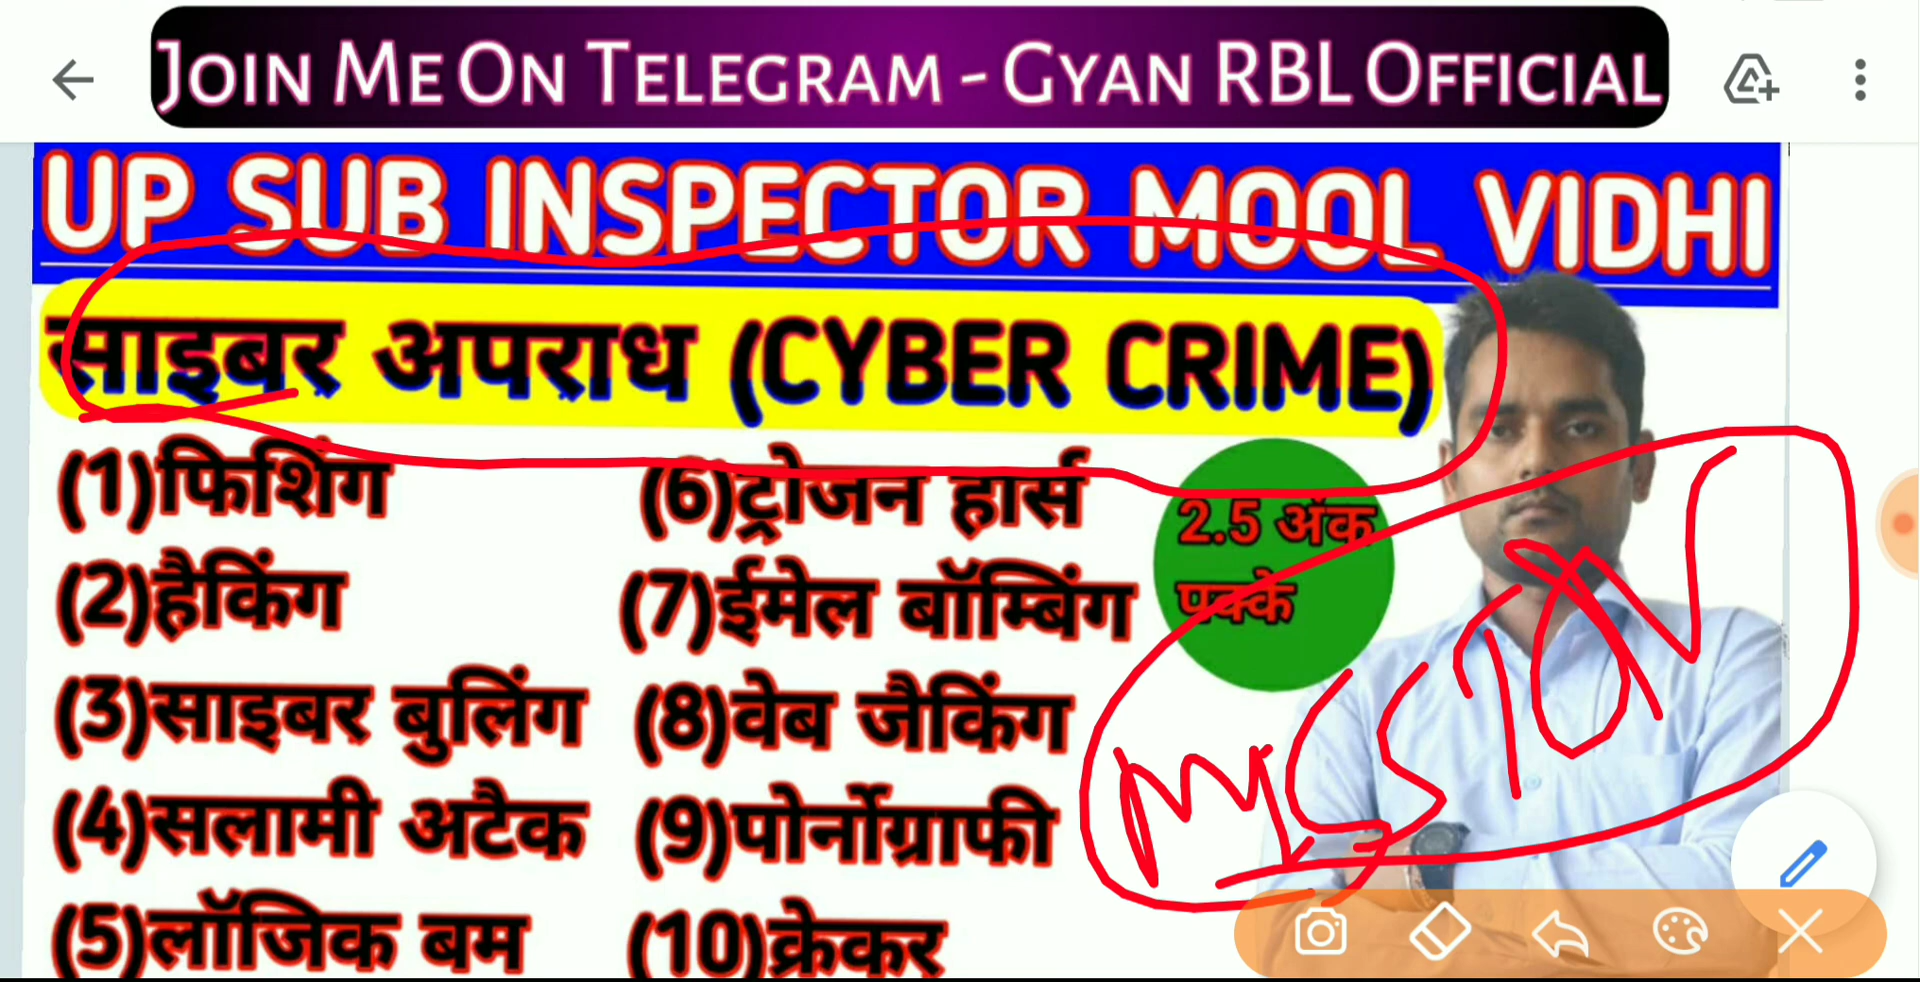 JOIN ME ON TELEGRAM - GYAN RBL OFFICIAL
UP SUB INSPECTOR MOOL VIDHI
साइबर अपराध (CYBER CRIME)
(1)फिशिंग
(2)हैकिंग
(3)साइबर बुलिंग
(4)सलामी अटैक
(5)लॉजिक बम
(6)ट्रोजन हार्स
(7)ईमेल बॉम्बिंग
(8)वेब जैकिंग
(9)पोर्नोग्राफी
(10)क्रेकर
2.5 अंक
पक्के